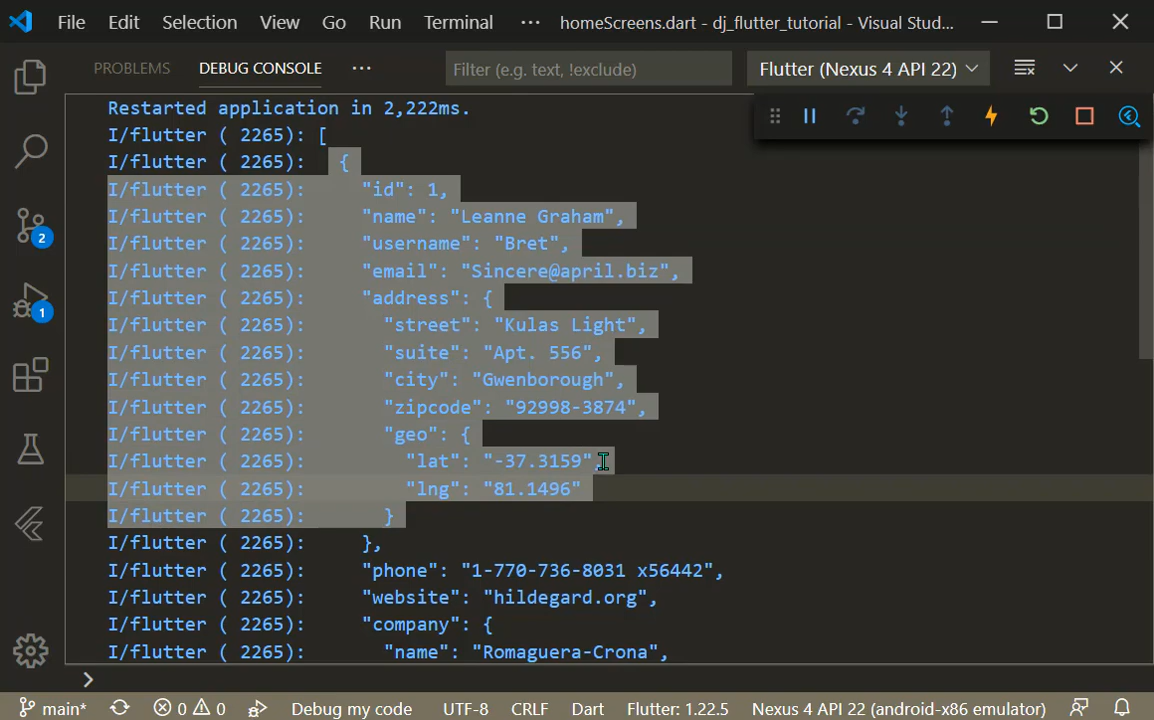 File Edit Selection View Go Run Terminal ··· homeScreens.dart - dj_flutter_tutorial - Visual Stud...
PROBLEMS DEBUG CONSOLE ··· Filter (e.g. text, !exclude) Flutter (Nexus 4 API 22)
Restarted application in 2,222ms.
I/flutter ( 2265): [
I/flutter ( 2265):   {
I/flutter ( 2265):     "id": 1,
I/flutter ( 2265):     "name": "Leanne Graham",
I/flutter ( 2265):     "username": "Bret",
I/flutter ( 2265):     "email": "Sincere@april.biz",
I/flutter ( 2265):     "address": {
I/flutter ( 2265):       "street": "Kulas Light",
I/flutter ( 2265):       "suite": "Apt. 556",
I/flutter ( 2265):       "city": "Gwenborough",
I/flutter ( 2265):       "zipcode": "92998-3874",
I/flutter ( 2265):       "geo": {
I/flutter ( 2265):         "lat": "-37.3159",
I/flutter ( 2265):         "lng": "81.1496"
I/flutter ( 2265):       }
I/flutter ( 2265):     },
I/flutter ( 2265):     "phone": "1-770-736-8031 x56442",
I/flutter ( 2265):     "website": "hildegard.org",
I/flutter ( 2265):     "company": {
I/flutter ( 2265):       "name": "Romaguera-Crona",
2
1
>
main* 0 0 Debug my code UTF-8 CRLF Dart Flutter: 1.22.5 Nexus 4 API 22 (android-x86 emulator)